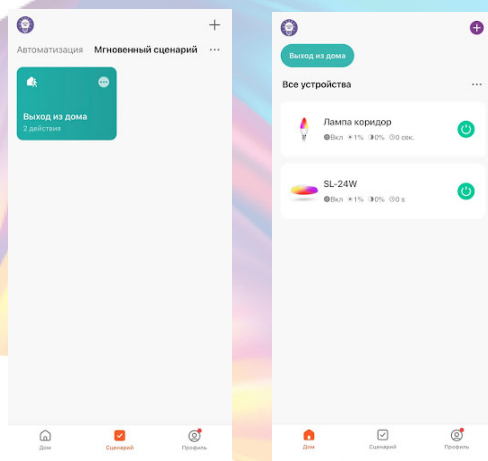 Автоматизация Мгновенный сценарий
Выход из дома
2 действия
Дом Сценарий Профиль
Выход из дома
Все устройства
Лампа коридор
Вкл 1% 0% 0 сек.
SL-24W
Вкл 1% 0% 0 s
Дом Сценарий Профиль